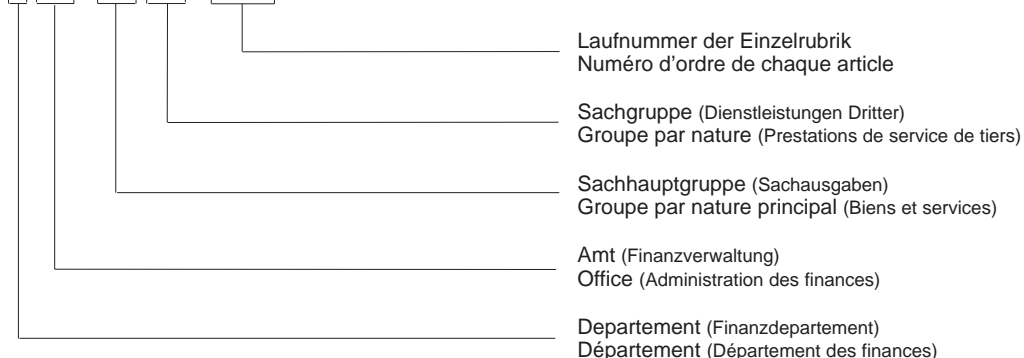 Laufnummer der Einzelrubrik
Numéro d’ordre de chaque article
Sachgruppe (Dienstleistungen Dritter)
Groupe par nature (Prestations de service de tiers)
Sachhauptgruppe (Sachausgaben)
Groupe par nature principal (Biens et services)
Amt (Finanzverwaltung)
Office (Administration des finances)
Departement (Finanzdepartement)
Département (Département des finances)